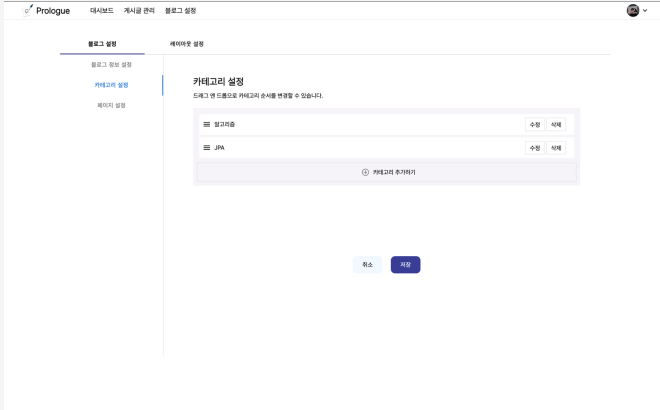 Prologue 대시보드 게시글 관리 블로그 설정
블로그 설정 레이아웃 설정
블로그 정보 설정
카테고리 설정
페이지 설정
카테고리 설정
드래그 앤 드롭으로 카테고리 순서를 변경할 수 있습니다.
알고리즘 수정 삭제
JPA 수정 삭제
카테고리 추가하기
취소 저장